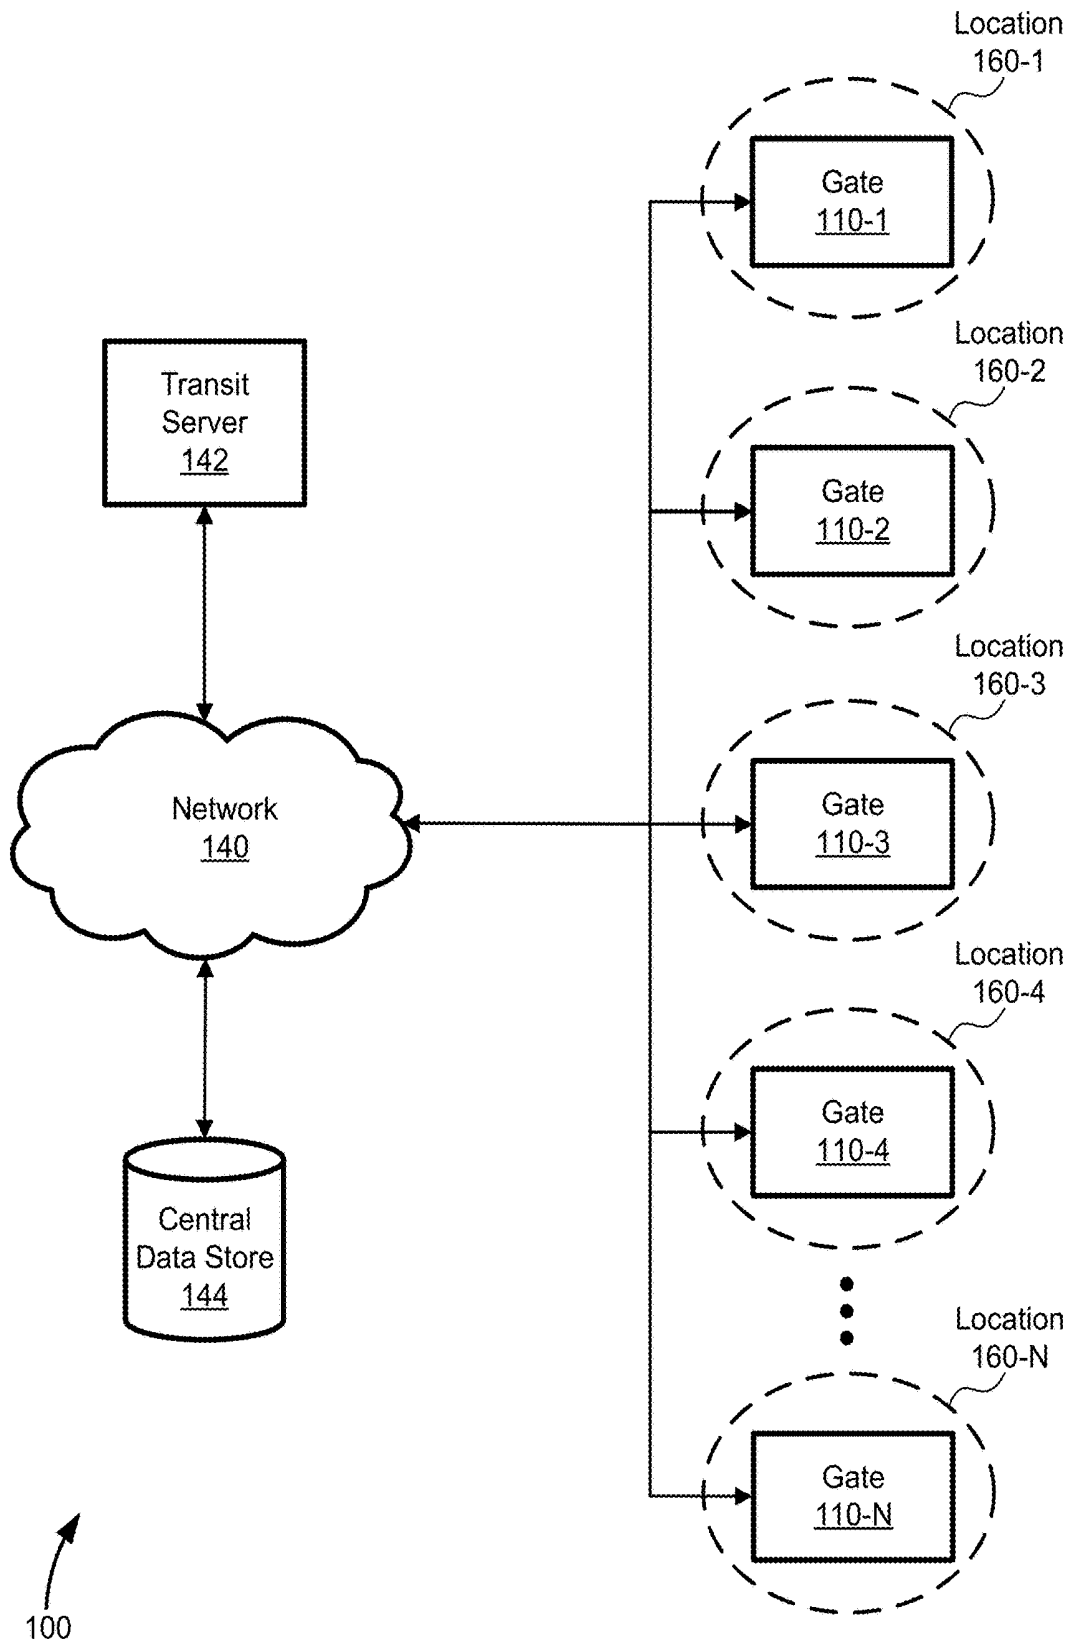 Location
160-1
Gate
110-1
Location
160-2
Transit
Server
142
Gate
110-2
Location
160-3
Network
140
Gate
110-3
Location
160-4
Gate
110-4
Central
Data Store
144
Location
160-N
Gate
110-N
100